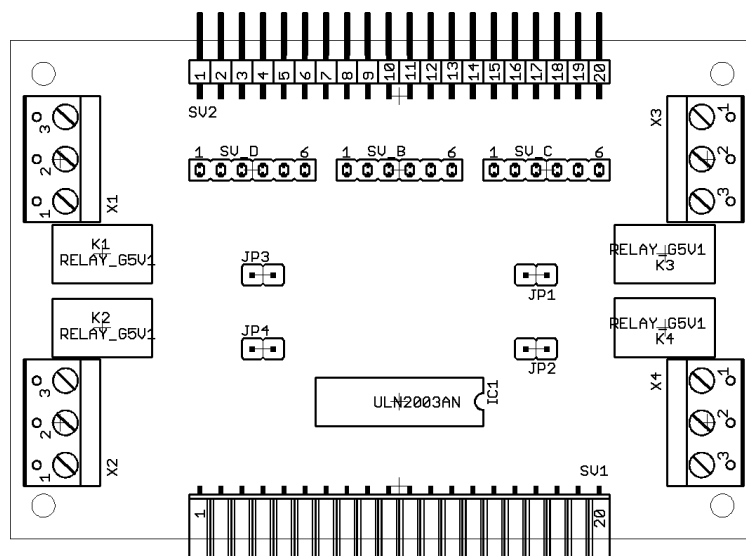 1 2 3 4 5 6 7 8 9 10 11 12 13 14 15 16 17 18 19 20
SV2
1 SV_D 6
1 SV_B 6
1 SV_C 6
3
2
1
X1
X3
1
2
3
K1
RELAY_G5V1
RELAY_G5V1
K3
JP3
JP1
K2
RELAY_G5V1
RELAY_G5V1
K4
JP4
JP2
3
2
1
X2
ULN2003AN
IC1
X4
1
2
3
SV1
1
20